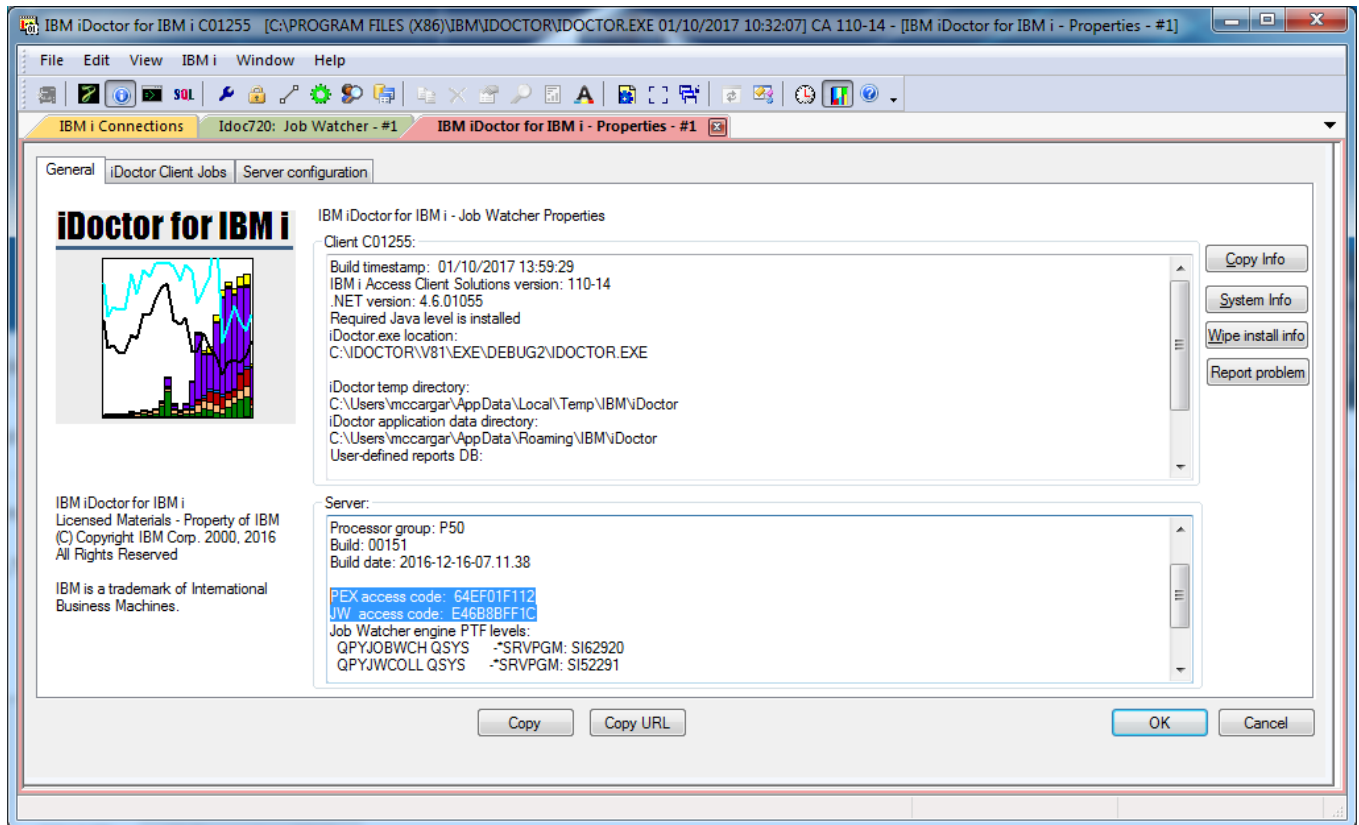 IBM iDoctor for IBM i C01255 [C:\PROGRAM FILES (X86)\IBM\IDOCTOR\IDOCTOR.EXE 01/10/2017 10:32:07] CA 110-14 - [IBM iDoctor for IBM i - Properties - #1]
File Edit View IBM i Window Help
SQL
IBM i Connections Idoc720: Job Watcher - #1 IBM iDoctor for IBM i - Properties - #1
General iDoctor Client Jobs Server configuration
iDoctor for IBM i
IBM iDoctor for IBM i - Job Watcher Properties
Client C01255:
Build timestamp: 01/10/2017 13:59:29
IBM i Access Client Solutions version: 110-14
.NET version: 4.6.01055
Required Java level is installed
iDoctor.exe location:
C:\IDOCTOR\V81\EXE\DEBUG2\IDOCTOR.EXE
iDoctor temp directory:
C:\Users\mccargar\AppData\Local\Temp\IBM\iDoctor
iDoctor application data directory:
C:\Users\mccargar\AppData\Roaming\IBM\iDoctor
User-defined reports DB:
Copy Info
System Info
Wipe install info
Report problem
IBM iDoctor for IBM i
Licensed Materials - Property of IBM
(C) Copyright IBM Corp. 2000, 2016
All Rights Reserved
IBM is a trademark of International
Business Machines.
Server:
Processor group: P50
Build: 00151
Build date: 2016-12-16-07.11.38
PEX access code: 64EF01F112
JW access code: E46B8BFF1C
Job Watcher engine PTF levels:
QPYJOBWCH QSYS -*SRVPGM: SI62920
QPYJWCOLL QSYS -*SRVPGM: SI52291
Copy Copy URL OK Cancel